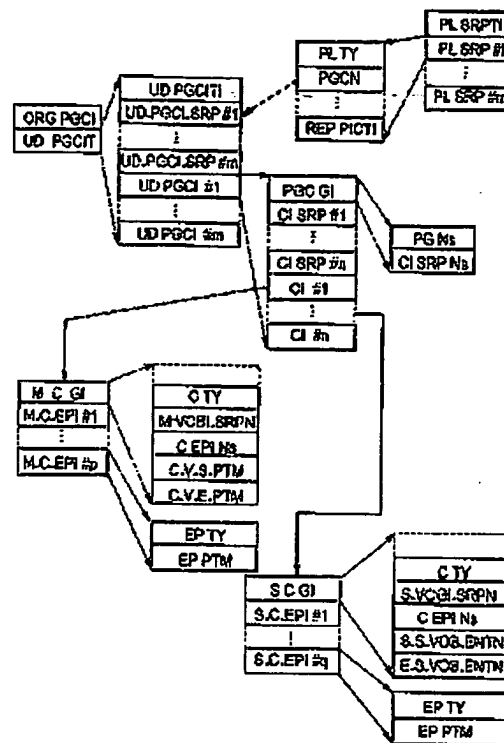 PL SRPTI
PL SRP #1
⋮
PL SRP #m
PL TY
PGCN
⋮
REP PICTI
UD PGCITI
UD.PGCI.SRP #1
⋮
UD.PGCI.SRP #m
UD PGCI #1
⋮
UD PGCI #m
ORG PGCI
UD PGCIT
PGC GI
CI SRP #1
⋮
CI SRP #n
CI #1
⋮
CI #n
PG Ns
CI SRP Ns
M C GI
M.C.EPI #1
⋮
M.C.EPI #p
C TY
M-VOBI.SRPN
C EPI Ns
C.V.S.PTM
C.V.E.PTM
EP TY
EP PTM
S C GI
S.C.EPI #1
⋮
S.C.EPI #q
C TY
S.VOGI.SRPN
C EPI Ns
S.S.VOB.ENTN
E.S.VOB.ENTN
EP TY
EP PTM